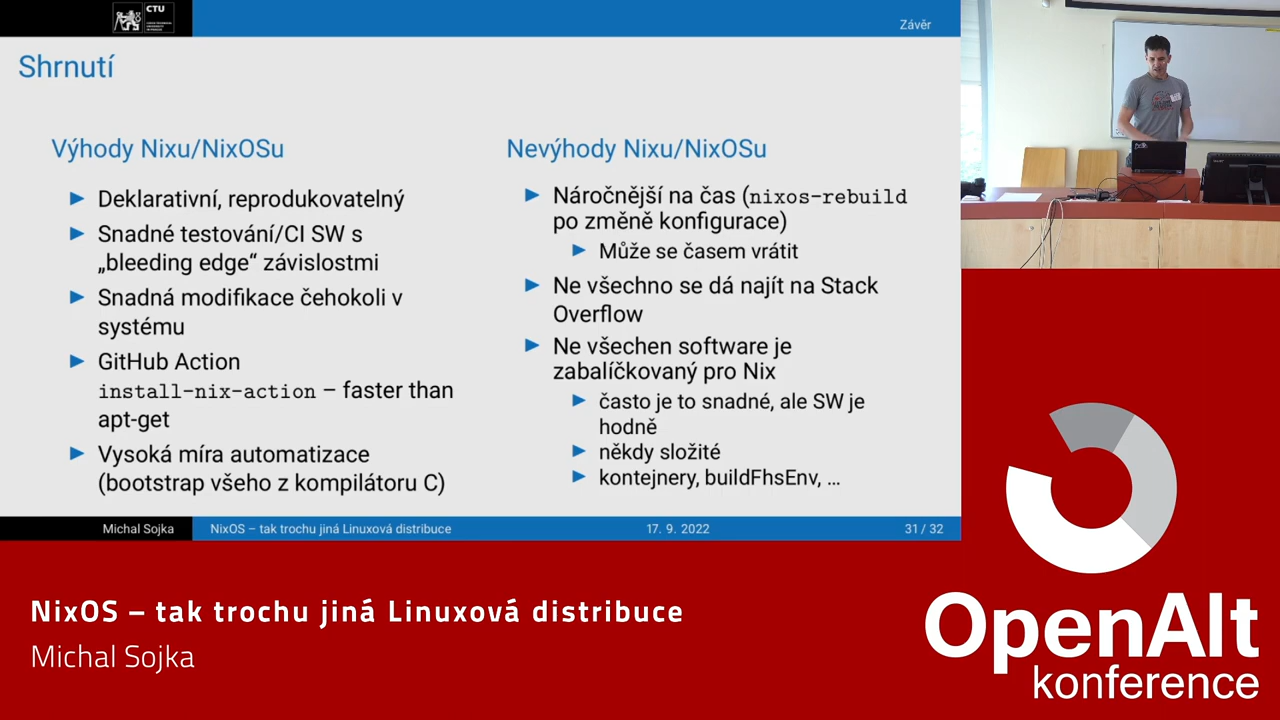 CTU
Závěr
Shrnutí
Výhody Nixu/NixOSu
Deklarativní, reprodukovatelný
Snadné testování/CI SW s
„bleeding edge“ závislostmi
Snadná modifikace čehokoli v
systému
GitHub Action
install-nix-action – faster than
apt-get
Vysoká míra automatizace
(bootstrap všeho z kompilátoru C)
Nevýhody Nixu/NixOSu
Náročnější na čas (nixos-rebuild
po změně konfigurace)
Může se časem vrátit
Ne všechno se dá najít na Stack
Overflow
Ne všechen software je
zabalíčkovaný pro Nix
často je to snadné, ale SW je
hodně
někdy složité
kontejnery, buildFhsEnv, ...
Michal Sojka
NixOS – tak trochu jiná Linuxová distribuce
17. 9. 2022
31 / 32
NixOS – tak trochu jiná Linuxová distribuce
Michal Sojka
OpenAlt
konference